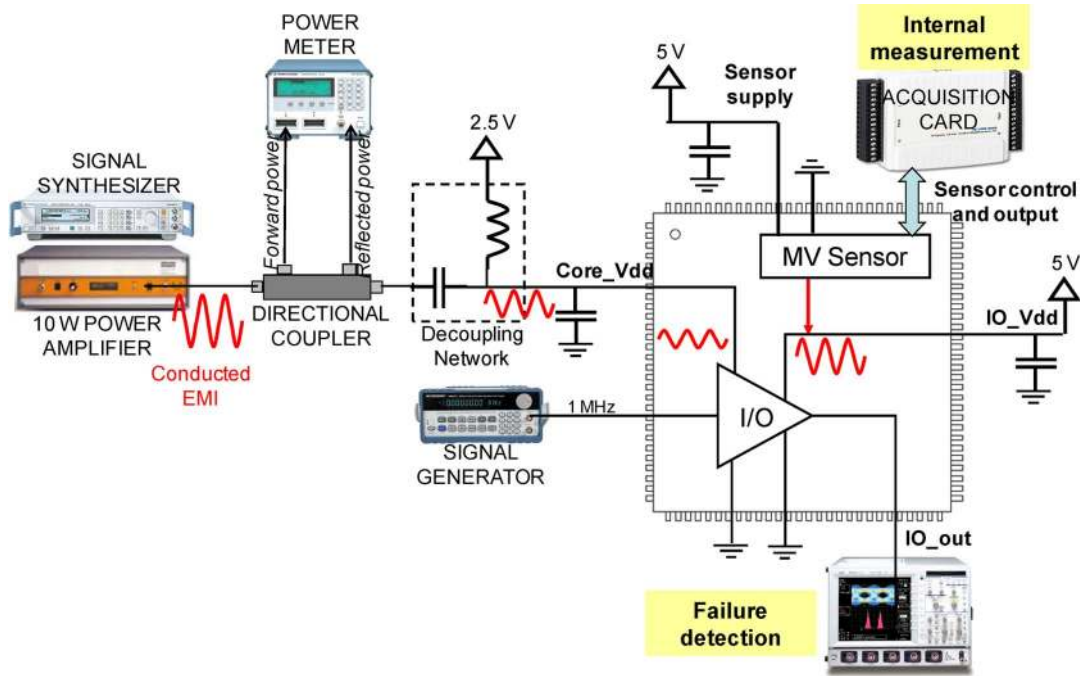 POWER
METER
Internal
measurement
5 V
Sensor
supply
ACQUISITION
CARD
2.5 V
SIGNAL
SYNTHESIZER
Forward power
Reflected power
Sensor control
and output
MV Sensor
Core_Vdd
5 V
IO_Vdd
10 W POWER
AMPLIFIER
DIRECTIONAL
COUPLER
Decoupling
Network
Conducted
EMI
1 MHz
I/O
SIGNAL
GENERATOR
IO_out
Failure
detection